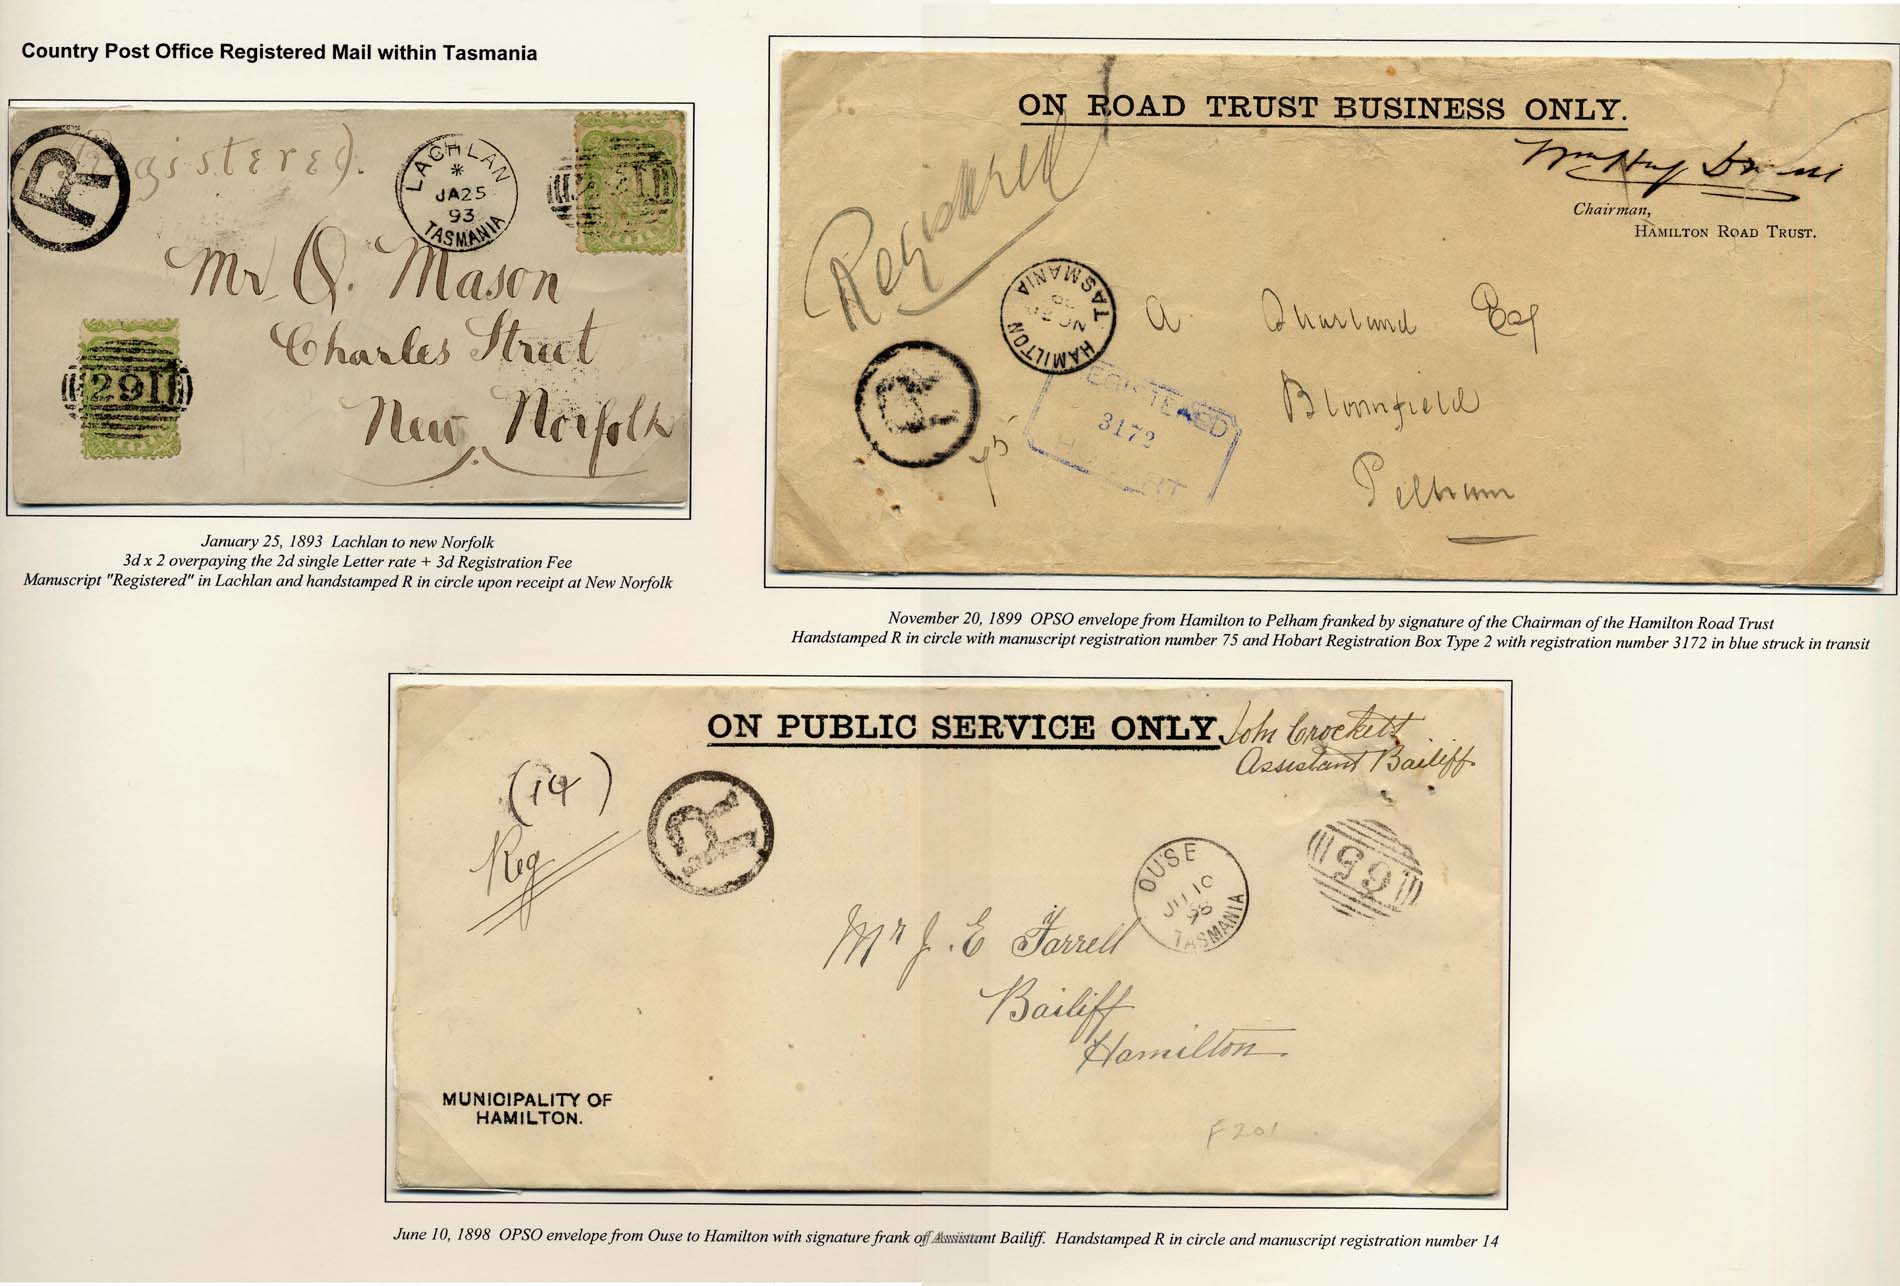 Country Post Office Registered Mail within Tasmania
Registered.
R
LACHLAN
*
JA25
93
TASMANIA
291
Mr Q. Mason
Charles Street
New Norfolk
291
January 25, 1893 Lachlan to new Norfolk
3d x 2 overpaying the 2d single Letter rate + 3d Registration Fee
Manuscript "Registered" in Lachlan and handstamped R in circle upon receipt at New Norfolk
ON ROAD TRUST BUSINESS ONLY.
Chairman,
HAMILTON ROAD TRUST.
Registered
HAMILTON
TASMANIA
R
75
REGISTERED
3172
HOBART
A Esq
Bloomfield
Pelham
November 20, 1899 OPSO envelope from Hamilton to Pelham franked by signature of the Chairman of the Hamilton Road Trust
Handstamped R in circle with manuscript registration number 75 and Hobart Registration Box Type 2 with registration number 3172 in blue struck in transit
ON PUBLIC SERVICE ONLY.
John Crockett
Assistant Bailiff
(14)
Reg
R
OUSE
JU 10
98
TASMANIA
Mr J. E Farrell
Bailiff
Hamilton.
MUNICIPALITY OF
HAMILTON.
F201
June 10, 1898 OPSO envelope from Ouse to Hamilton with signature frank of Assistant Bailiff. Handstamped R in circle and manuscript registration number 14